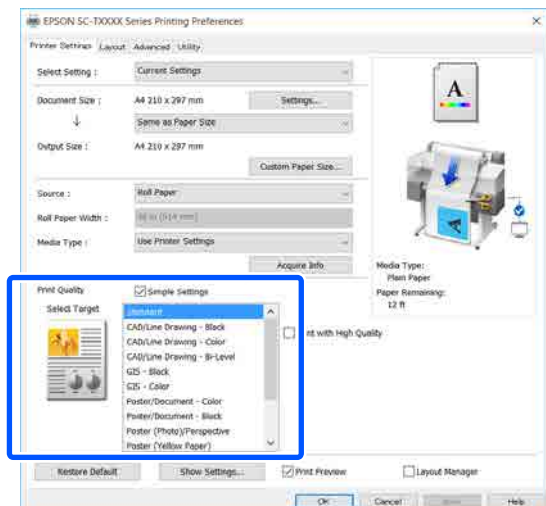 EPSON SC-TXXXX Series Printing Preferences
Printer Settings Layout Advanced Utility
Select Setting : Current Settings
Document Size : A4 210 x 297 mm Settings...
Same as Paper Size
Output Size : A4 210 x 297 mm
Custom Paper Size...
Source : Roll Paper
Roll Paper Width :
Media Type : Use Printer Settings
Acquire Info
Media Type:
Plain Paper
Paper Remaining:
12 ft
Print Quality Simple Settings
Select Target Standard
CAD/Line Drawing - Black
CAD/Line Drawing - Color
CAD/Line Drawing - Bi-Level
GIS - Black
GIS - Color
Poster/Document - Color
Poster/Document - Black
Poster (Photo)/Perspective
Poster (Yellow Paper)
nt with High Quality
Restore Default Show Settings... Print Preview Layout Manager
OK Cancel Help
A
A